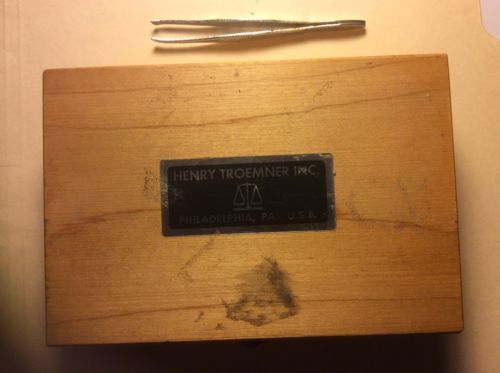 HENRY TROEMNER INC.
PHILADELPHIA, PA., U.S.A.